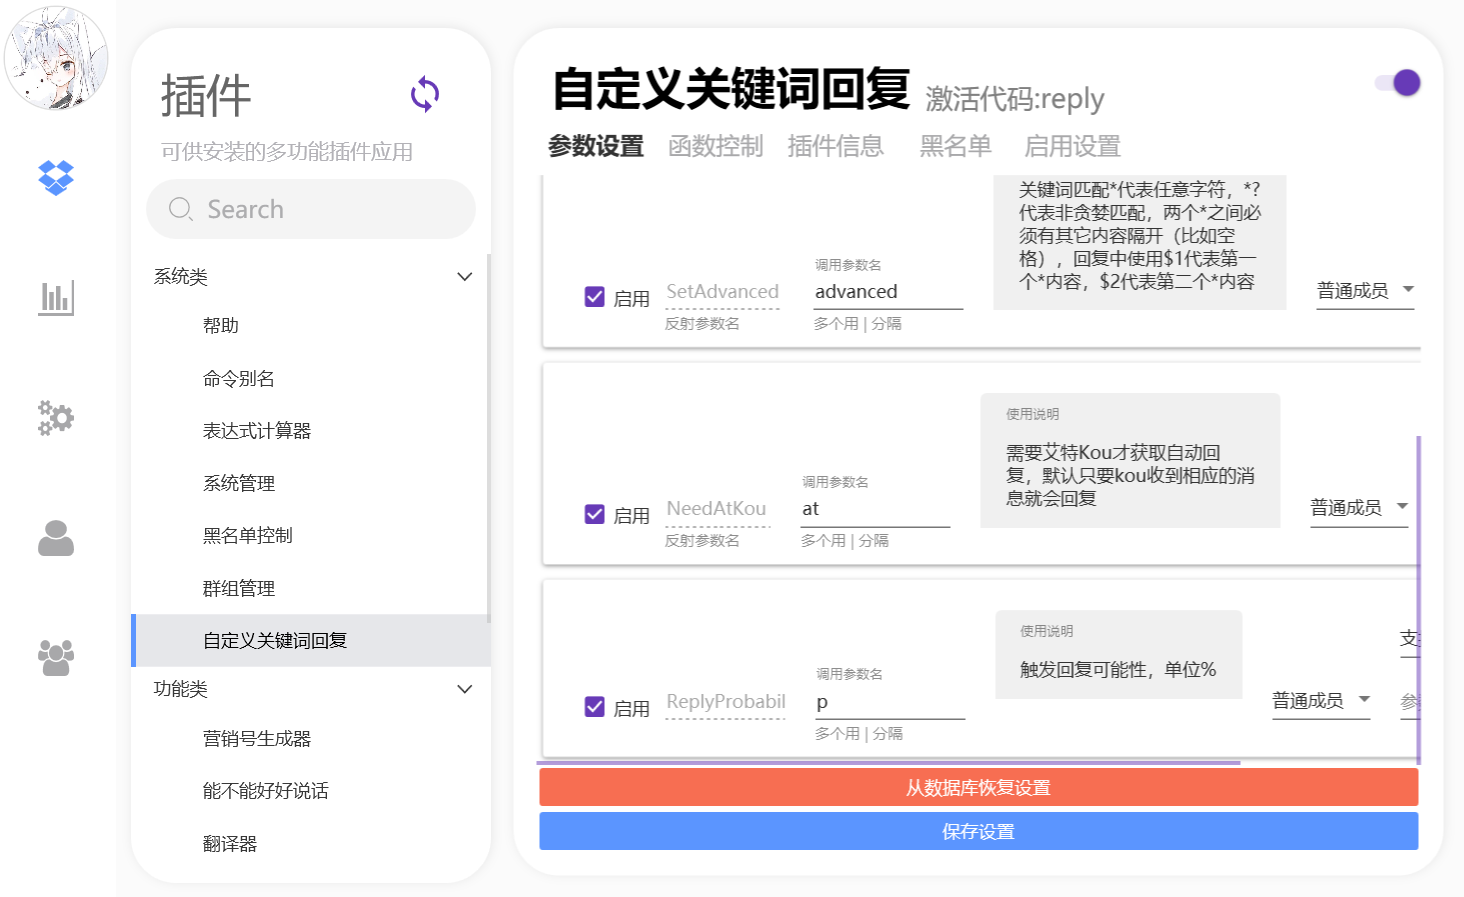 插件
可供安装的多功能插件应用
Search
系统类
帮助
命令别名
表达式计算器
系统管理
黑名单控制
群组管理
自定义关键词回复
功能类
营销号生成器
能不能好好说话
翻译器
自定义关键词回复 激活代码:reply
参数设置 函数控制 插件信息 黑名单 启用设置
关键词匹配*代表任意字符，*?
代表非贪婪匹配，两个*之间必
须有其它内容隔开（比如空
格），回复中使用$1代表第一
个*内容，$2代表第二个*内容
调用参数名
启用 SetAdvanced advanced 普通成员
反射参数名 多个用 | 分隔
使用说明
需要艾特Kou才获取自动回
复，默认只要kou收到相应的消
息就会回复
调用参数名
启用 NeedAtKou at 普通成员
反射参数名 多个用 | 分隔
使用说明
触发回复可能性，单位%
支
调用参数名
启用 ReplyProbabil p 普通成员
多个用 | 分隔
从数据库恢复设置
保存设置